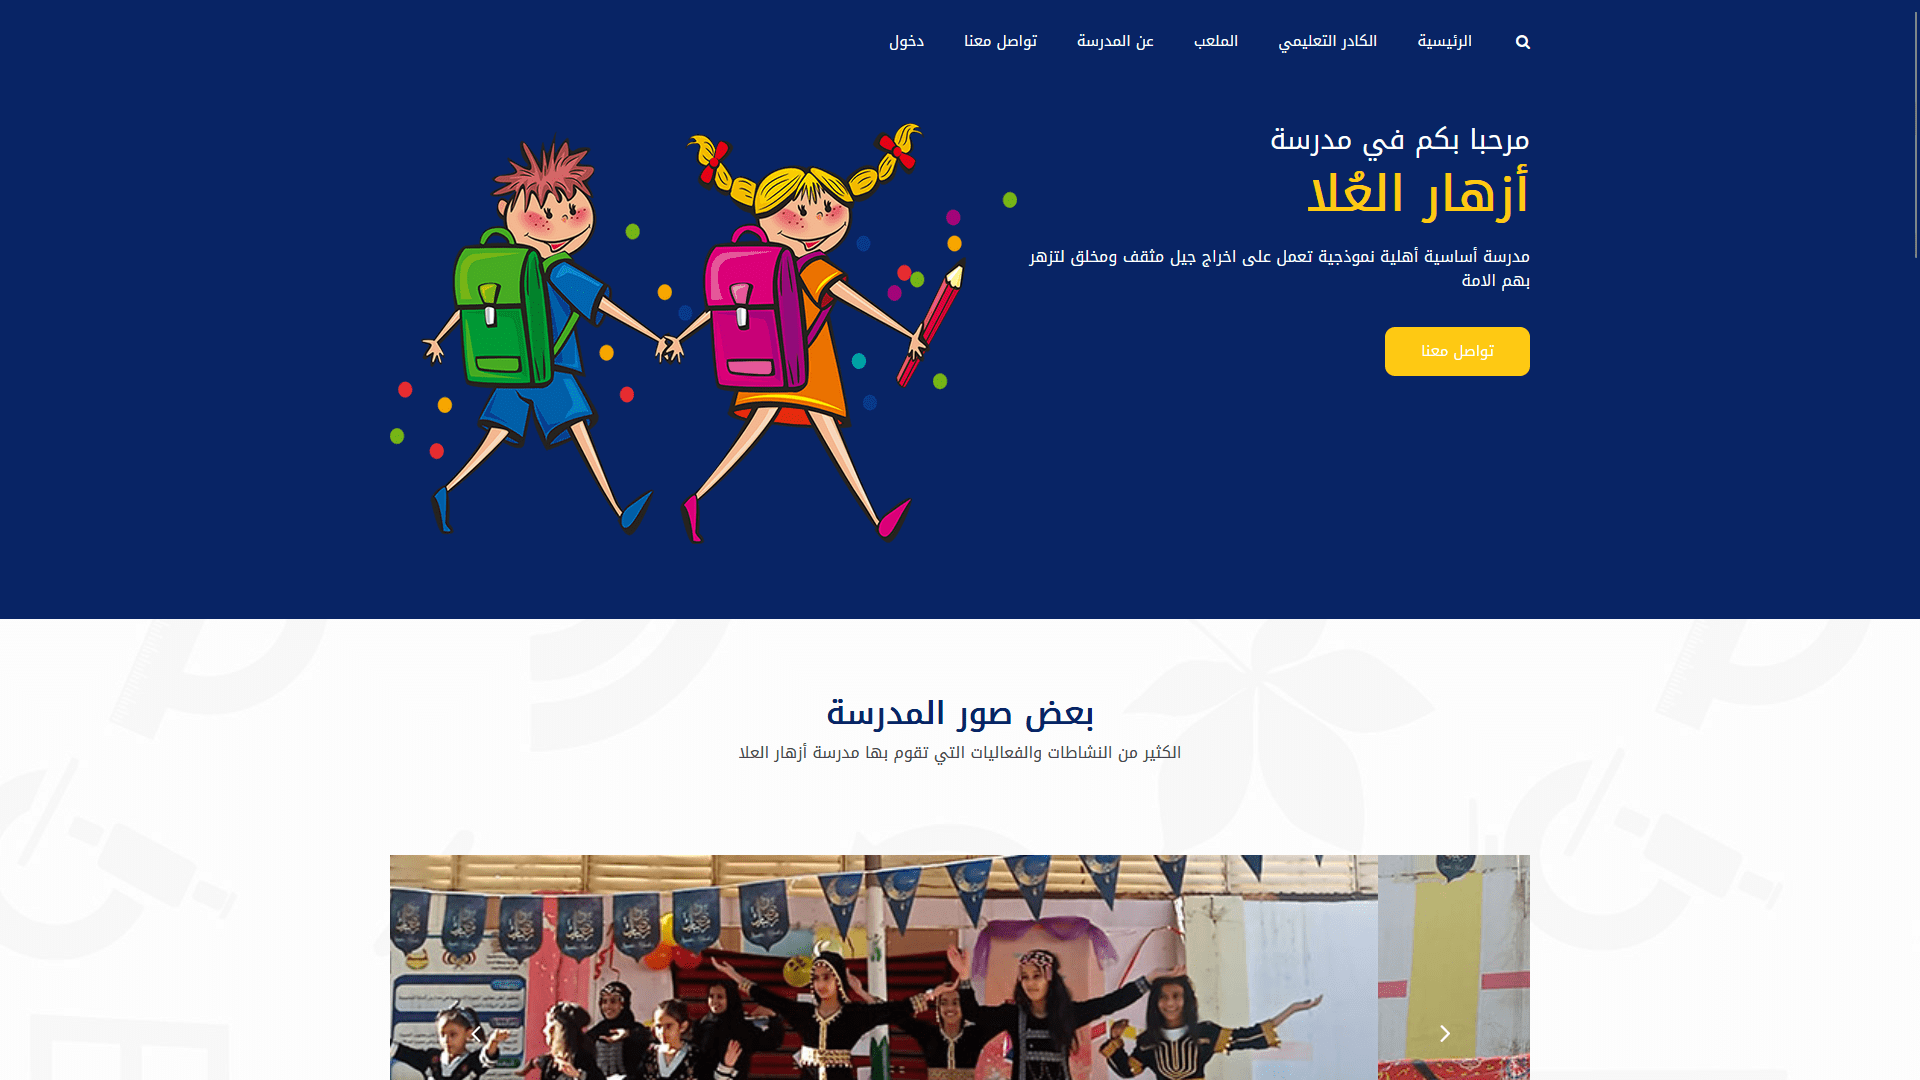 الرئيسية
الكادر التعليمي
الملعب
عن المدرسة
تواصل معنا
دخول
مرحبا بكم في مدرسة
أزهار العُلا
مدرسة أساسية أهلية نموذجية تعمل على اخراج جيل مثقف ومخلق لتزهر
بهم الامة
تواصل معنا
بعض صور المدرسة
الكثير من النشاطات والفعاليات التي تقوم بها مدرسة أزهار العلا